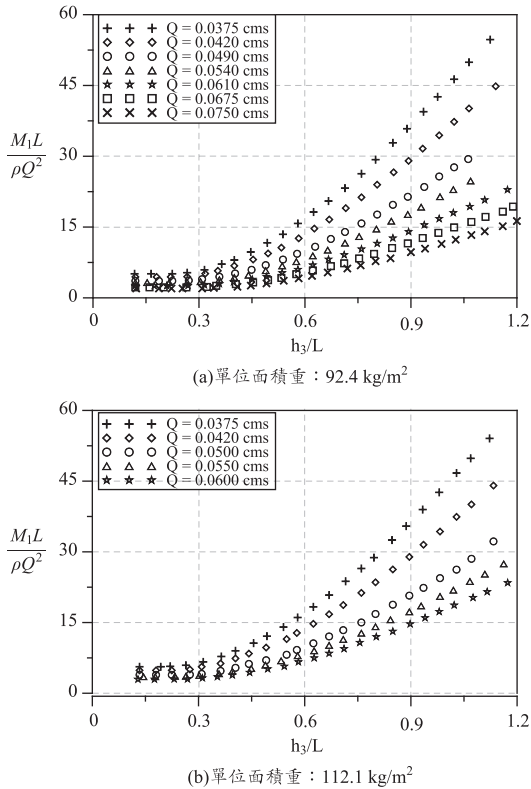 60
45
30
15
0
M₁L
ρQ²
Q = 0.0375 cms
Q = 0.0420 cms
Q = 0.0490 cms
Q = 0.0540 cms
Q = 0.0610 cms
Q = 0.0675 cms
Q = 0.0750 cms
0 0.3 0.6 0.9 1.2
h₃/L
(a)單位面積重：92.4 kg/m²
60
45
30
15
0
M₁L
ρQ²
Q = 0.0375 cms
Q = 0.0420 cms
Q = 0.0500 cms
Q = 0.0550 cms
Q = 0.0600 cms
0 0.3 0.6 0.9 1.2
h₃/L
(b)單位面積重：112.1 kg/m²